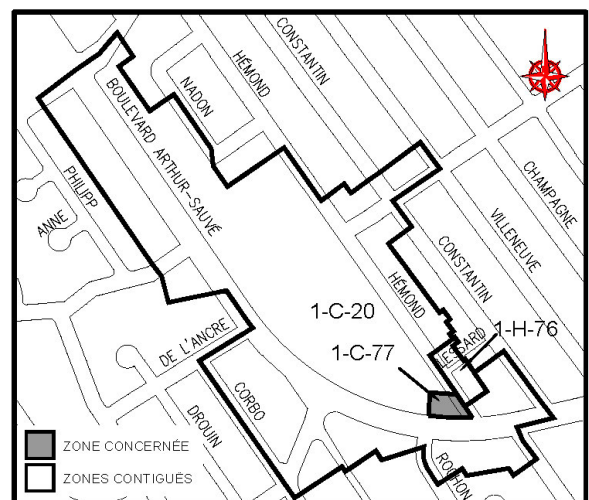 CONSTANTIN
HÉMOND
NADON
BOULEVARD ARTHUR-SAUVÉ
PHILIPP
ANNE
CHAMPAGNE
VILLENEUVE
CONSTANTIN
HÉMOND
1-C-20
1-H-76
LESSARD
1-C-77
DE L'ANCRE
CORBO
DROUIN
ROCHON
ZONE CONCERNÉE
ZONES CONTIGUËS